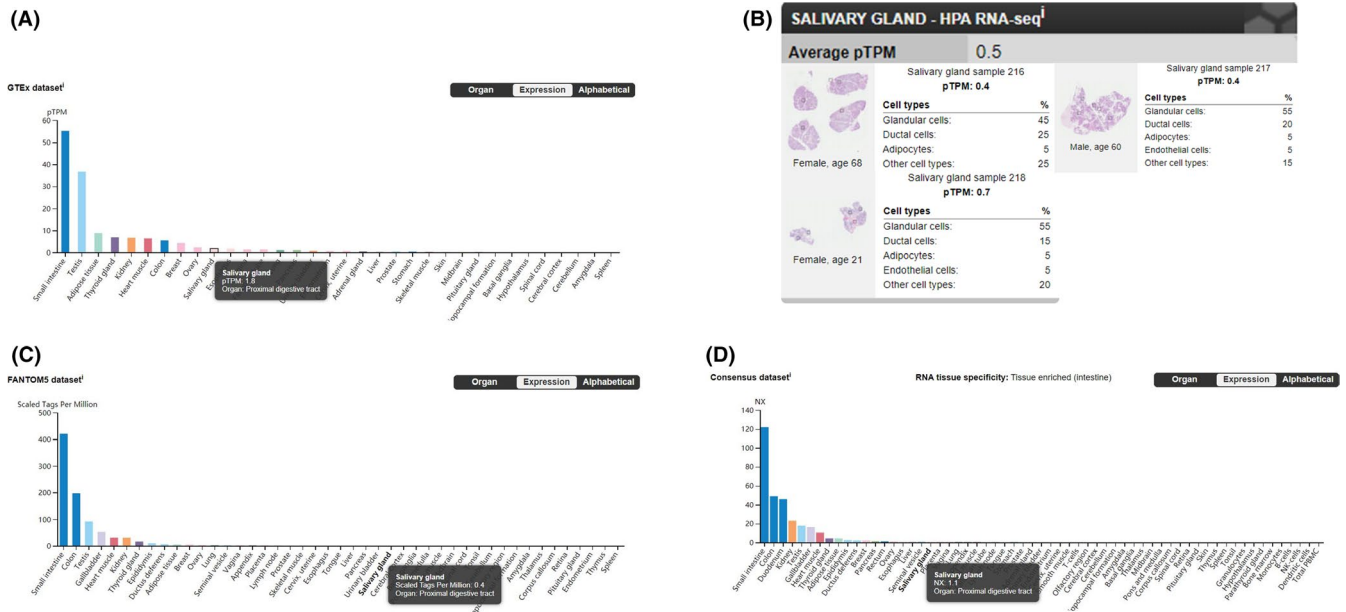 (A)
GTEx datasetⁱ
Organ Expression Alphabetical
pTPM
60
50
40
30
20
10
0
Small intestine
Testis
Adipose tissue
Thyroid gland
Kidney
Heart muscle
Colon
Breast
Ovary
Salivary gland
Adrenal gland
Liver
Prostate
Stomach
Skeletal muscle
Skin
Midbrain
Pituitary gland
formation
Basal ganglia
Hypothalamus
Spinal cord
Cerebral cortex
Cerebellum
Amygdala
Spleen
Salivary gland
pTPM: 1.8
Organ: Proximal digestive tract
(B)
SALIVARY GLAND - HPA RNA-seqⁱ
Average pTPM 0.5
Salivary gland sample 216
pTPM: 0.4
Cell types %
Glandular cells: 45
Ductal cells: 25
Adipocytes: 5
Other cell types: 25
Female, age 68
Salivary gland sample 217
pTPM: 0.4
Cell types %
Glandular cells: 55
Ductal cells: 20
Adipocytes: 5
Endothelial cells: 5
Other cell types: 15
Male, age 60
Salivary gland sample 218
pTPM: 0.7
Cell types %
Glandular cells: 55
Ductal cells: 15
Adipocytes: 5
Endothelial cells: 5
Other cell types: 20
Female, age 21
(C)
FANTOM5 datasetⁱ
Organ Expression Alphabetical
Scaled Tags Per Million
500
400
300
200
100
0
Small intestine
Colon
Testis
Gallbladder
Heart muscle
Kidney
Thyroid gland
Epididymis
Ductus deferens
Adipose tissue
Breast
Ovary
Lung
Seminal vesicle
Vagina
Appendix
Placenta
Lymph node
Prostate
Skeletal muscle
Cervix, uterine
Esophagus
Tongue
Liver
Pancreas
Urinary bladder
Salivary gland
Amygdala
Thalamus
Corpus callosum
Retina
Pituitary gland
Endometrium
Thymus
Spleen
Salivary gland
Scaled Tags Per Million: 0.4
Organ: Proximal digestive tract
(D)
Consensus datasetⁱ
RNA tissue specificity: Tissue enriched (intestine)
Organ Expression Alphabetical
NX
140
120
100
80
60
40
20
0
Small intestine
Colon
Duodenum
Kidney
Testis
Gallbladder
Heart muscle
Thyroid gland
Adipose tissue
Epididymis
Ductus deferens
Breast
Pancreas
Rectum
Ovary
Esophagus
Liver
Seminal vesicle
Salivary gland
Olfactory region
Cerebral cortex
Cerebellum
Basal ganglia
Thalamus
Midbrain
Pons and medulla
Corpus callosum
Spinal cord
Retina
Skin
Pituitary gland
Thymus
Spleen
Tonsil
Granulocytes
Hypothalamus
Parathyroid gland
Bone marrow
Monocytes
T-cells
B-cells
NK-cells
Dendritic cells
Total PBMC
Salivary gland
NX: 1.1
Organ: Proximal digestive tract